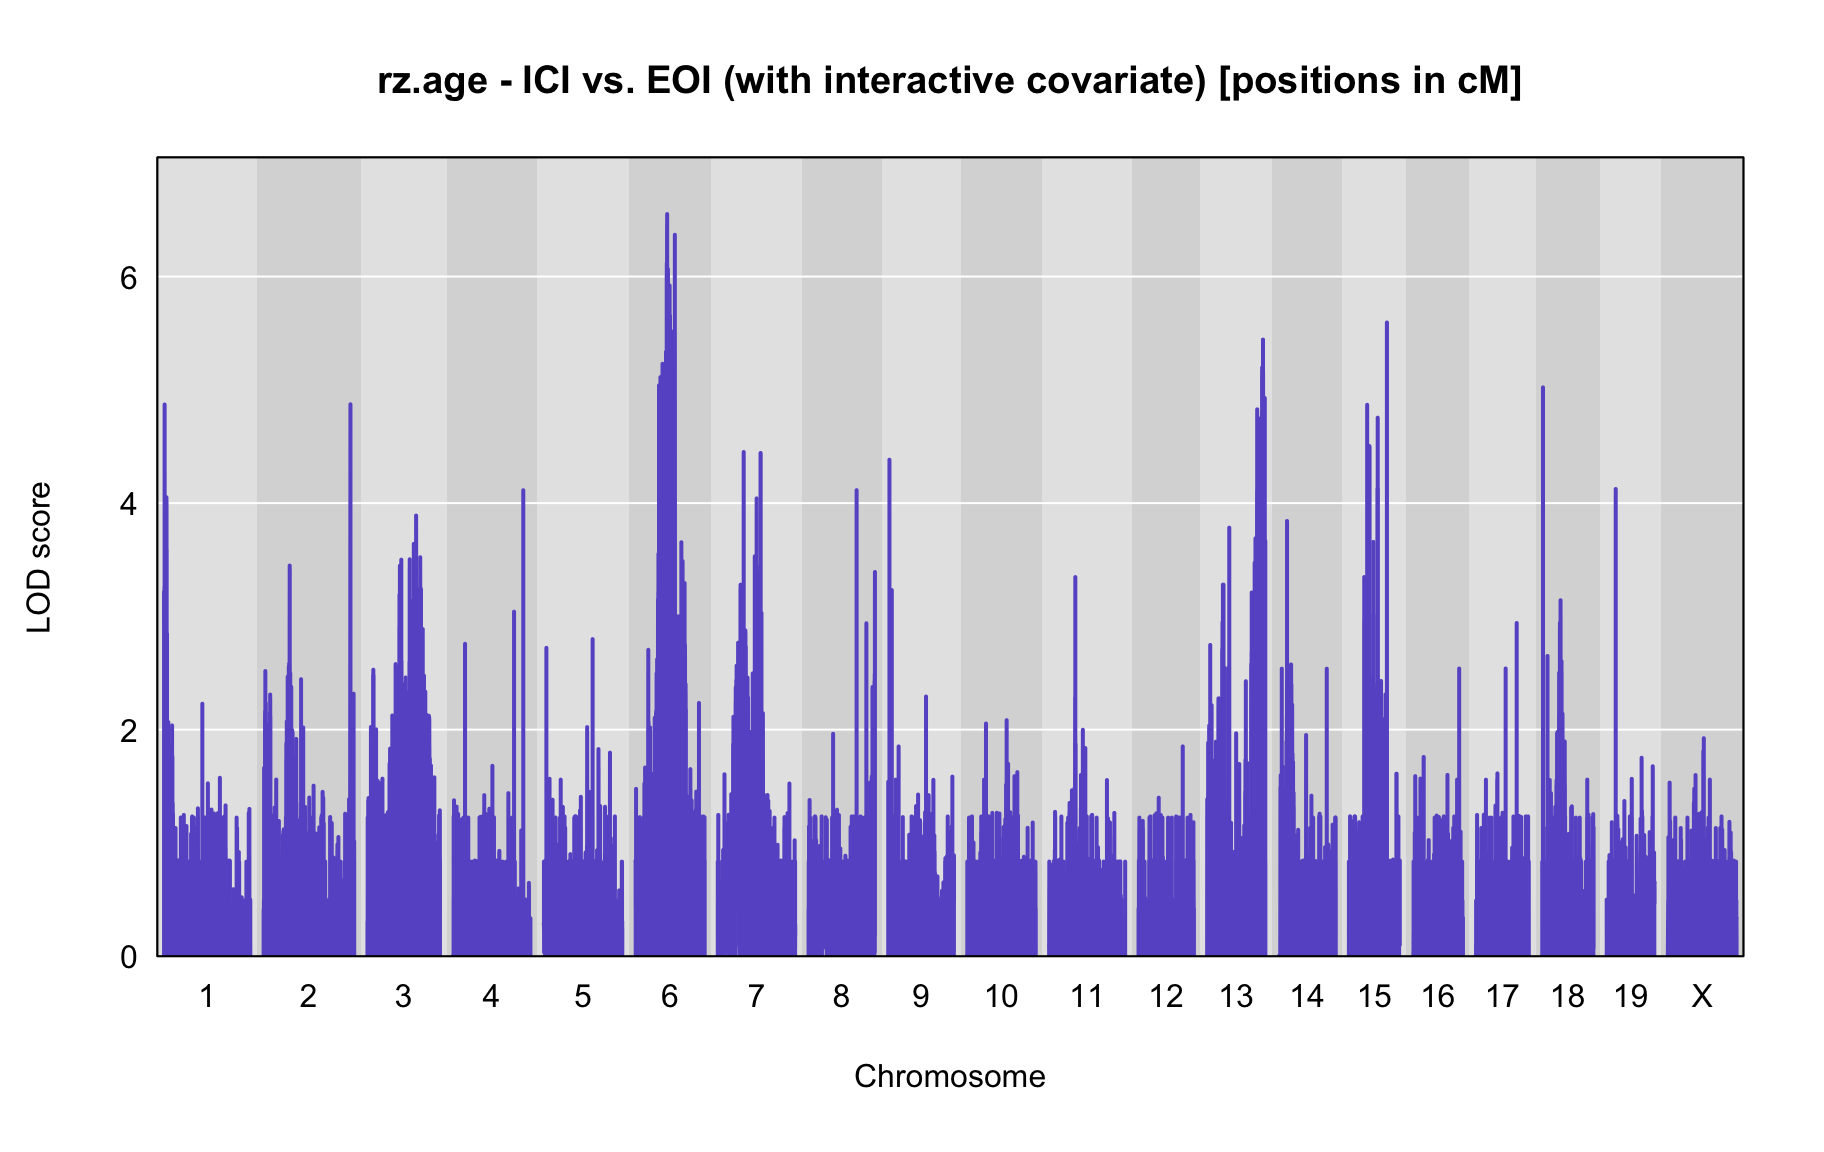 rz.age - ICI vs. EOI (with interactive covariate) [positions in cM]
6
4
2
0
LOD score
1 2 3 4 5 6 7 8 9 10 11 12 13 14 15 16 17 18 19 X
Chromosome